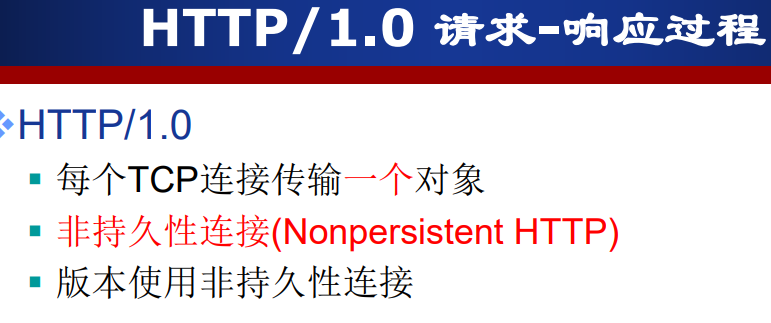 HTTP/1.0 请求-响应过程
HTTP/1.0
每个TCP连接传输一个对象
非持久性连接(Nonpersistent HTTP)
版本使用非持久性连接